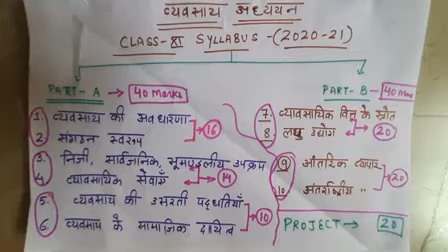 व्यवसाय अध्ययन
CLASS-XI SYLLABUS - (2020-21)
PART-A → 40 Marks
1. व्यवसाय की अवधारणा
2. संगठन स्वरूप
16
3. निजी, सार्वजनिक, भूमण्डलीय उपक्रम
4 व्यवसायिक सेवाएँ
14
5. व्यवसाय की उभरती पद्धतियाँ
6. व्यवसाय के सामाजिक दायित्व
10
PART-B → 40 Marks
7. व्यावसायिक वित्त के स्रोत
8 लघु उद्योग
20
9 आंतरिक व्यापार
10. अंतर्राष्ट्रीय "
20
PROJECT → 20